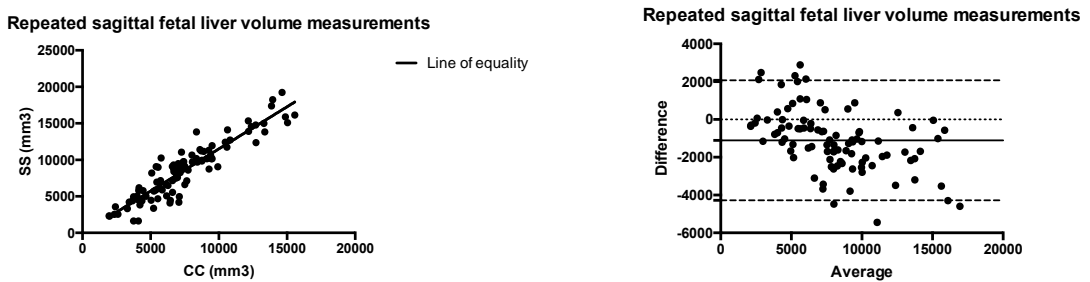 Repeated sagittal fetal liver volume measurements
25000
20000
15000
10000
5000
0
0 5000 10000 15000 20000
SS (mm3)
CC (mm3)
Line of equality
Repeated sagittal fetal liver volume measurements
4000
2000
0
-2000
-4000
-6000
0 5000 10000 15000 20000
Difference
Average